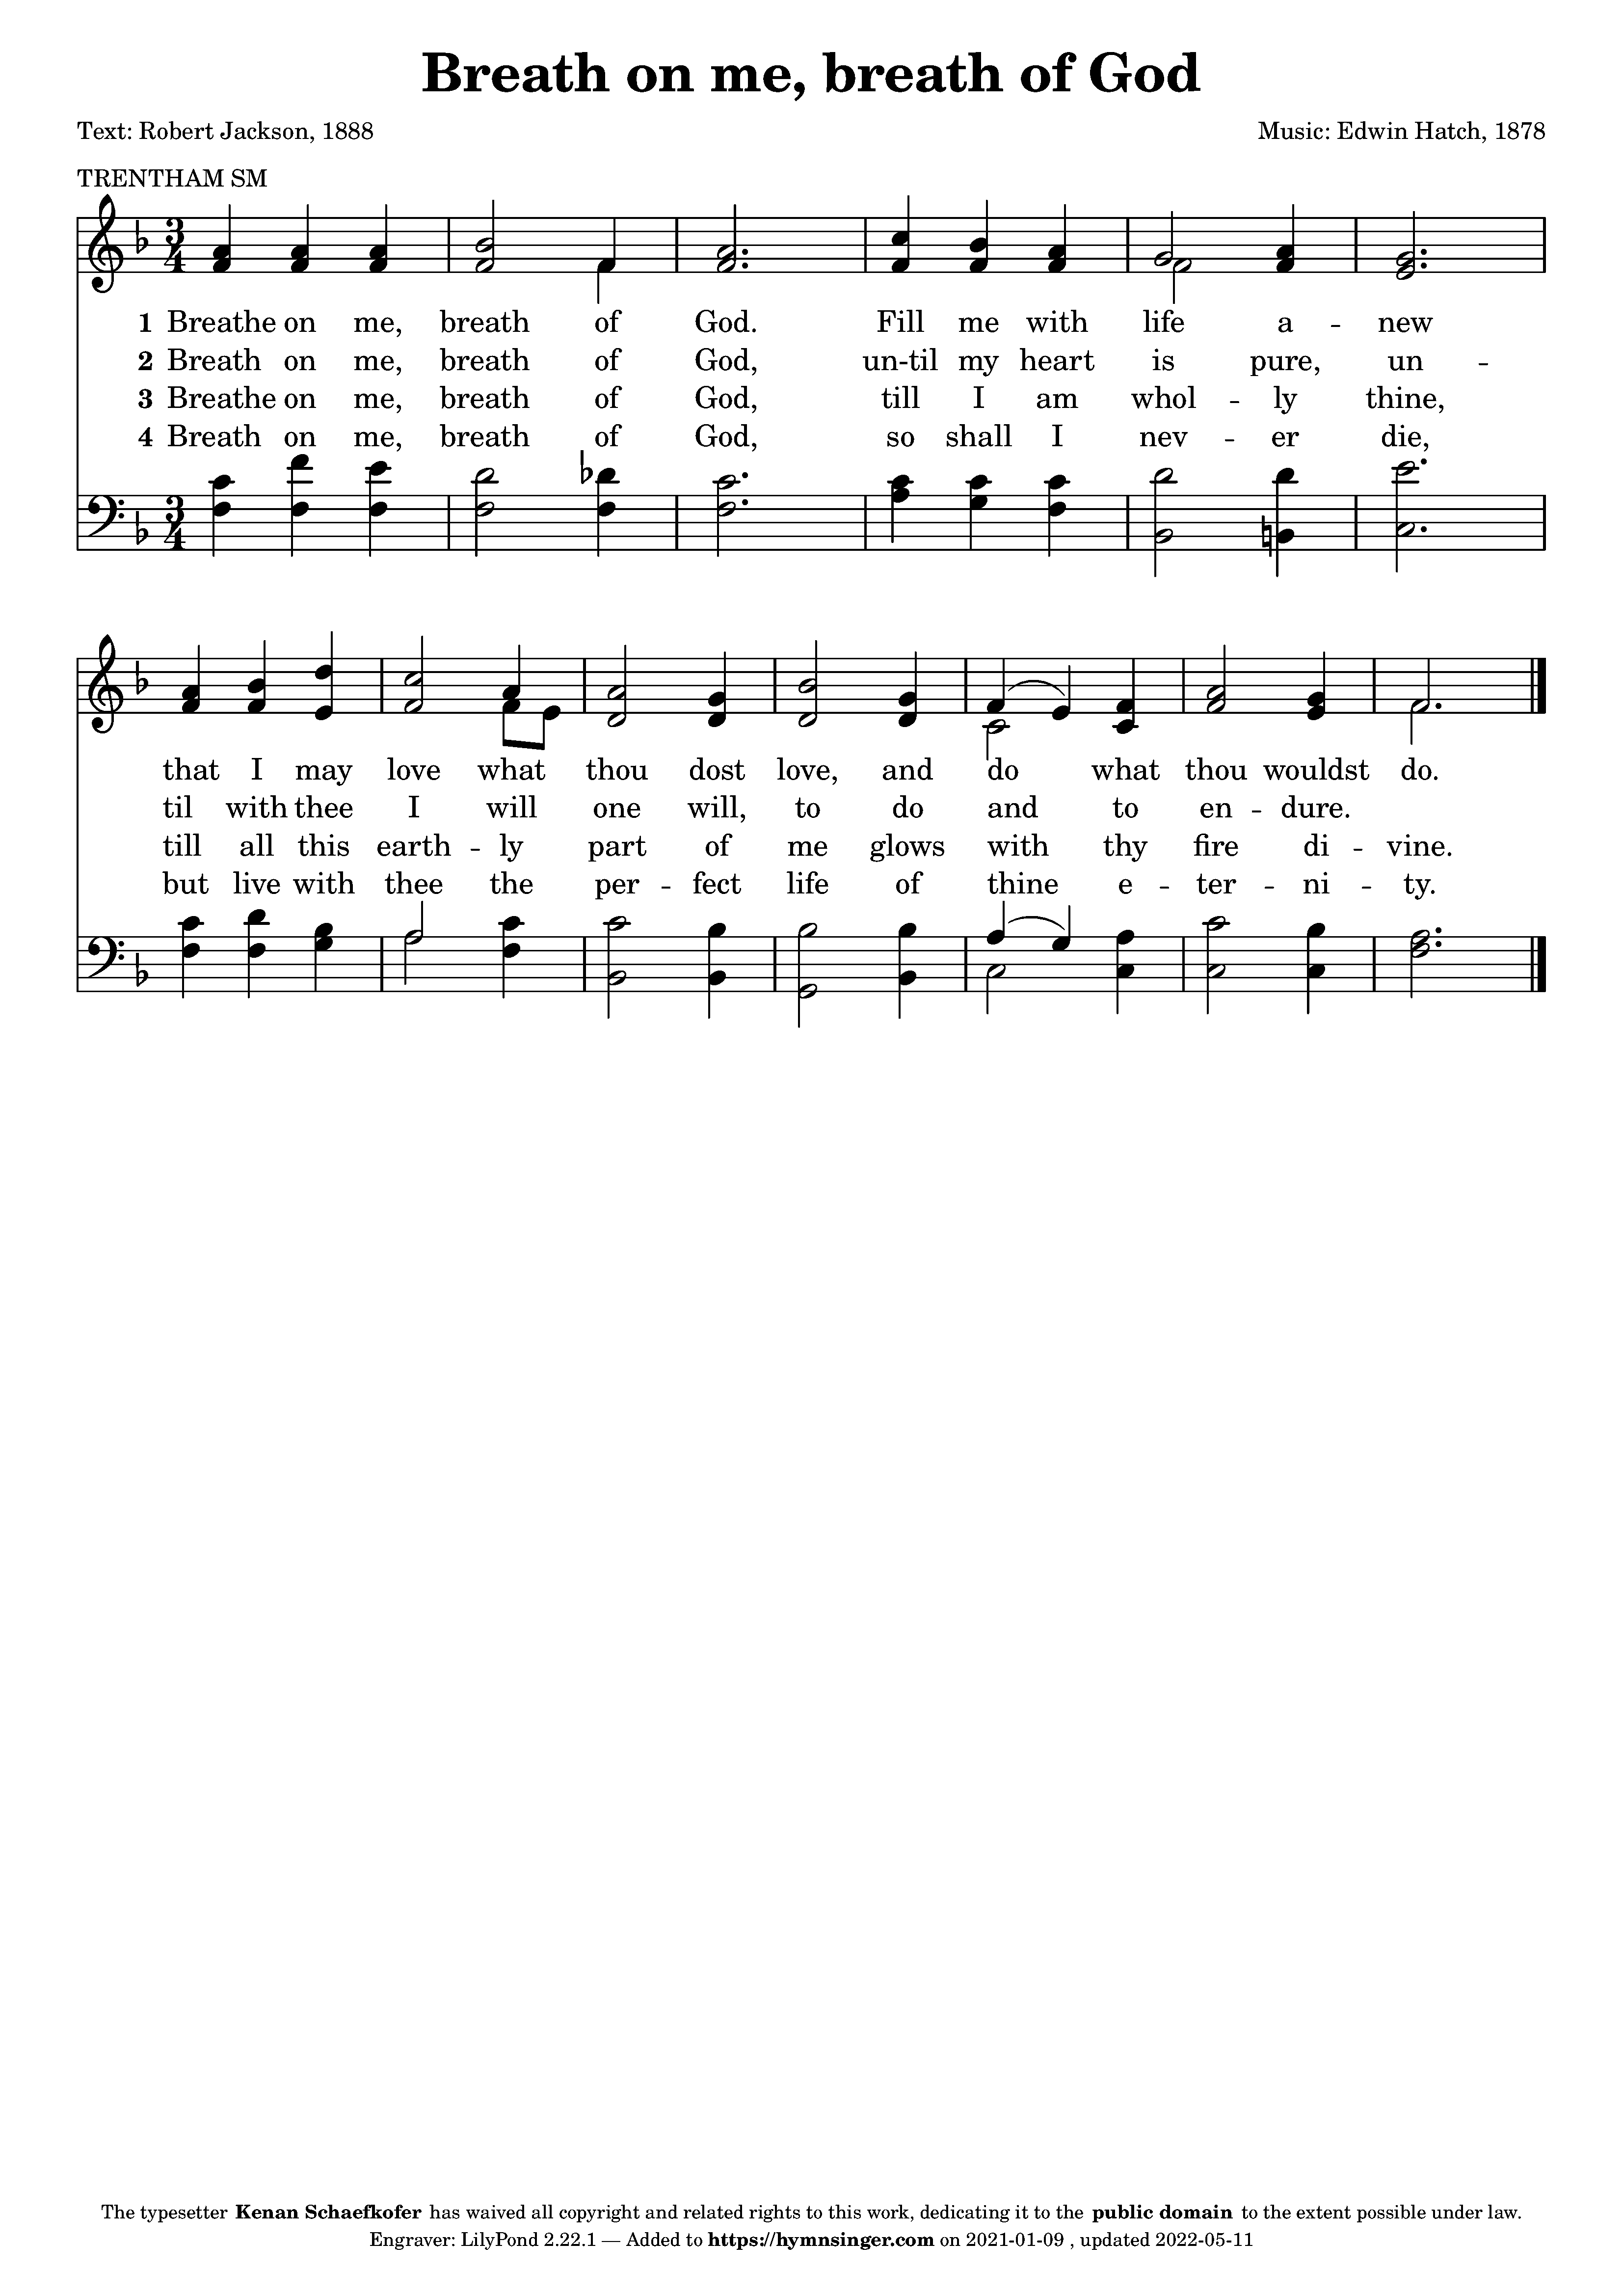 Breath on me, breath of God
Text: Robert Jackson, 1888
Music: Edwin Hatch, 1878
TRENTHAM SM
1 Breathe on me, breath of God. Fill me with life a - new
2 Breath on me, breath of God, un-til my heart is pure, un -
3 Breathe on me, breath of God, till I am whol - ly thine,
4 Breath on me, breath of God, so shall I nev - er die,
that I may love what thou dost love, and do what thou wouldst do.
til with thee I will one will, to do and to en - dure.
till all this earth - ly part of me glows with thy fire di - vine.
but live with thee the per - fect life of thine e - ter - ni - ty.
The typesetter Kenan Schaefkofer has waived all copyright and related rights to this work, dedicating it to the public domain to the extent possible under law.
Engraver: LilyPond 2.22.1 — Added to https://hymnsinger.com on 2021-01-09 , updated 2022-05-11